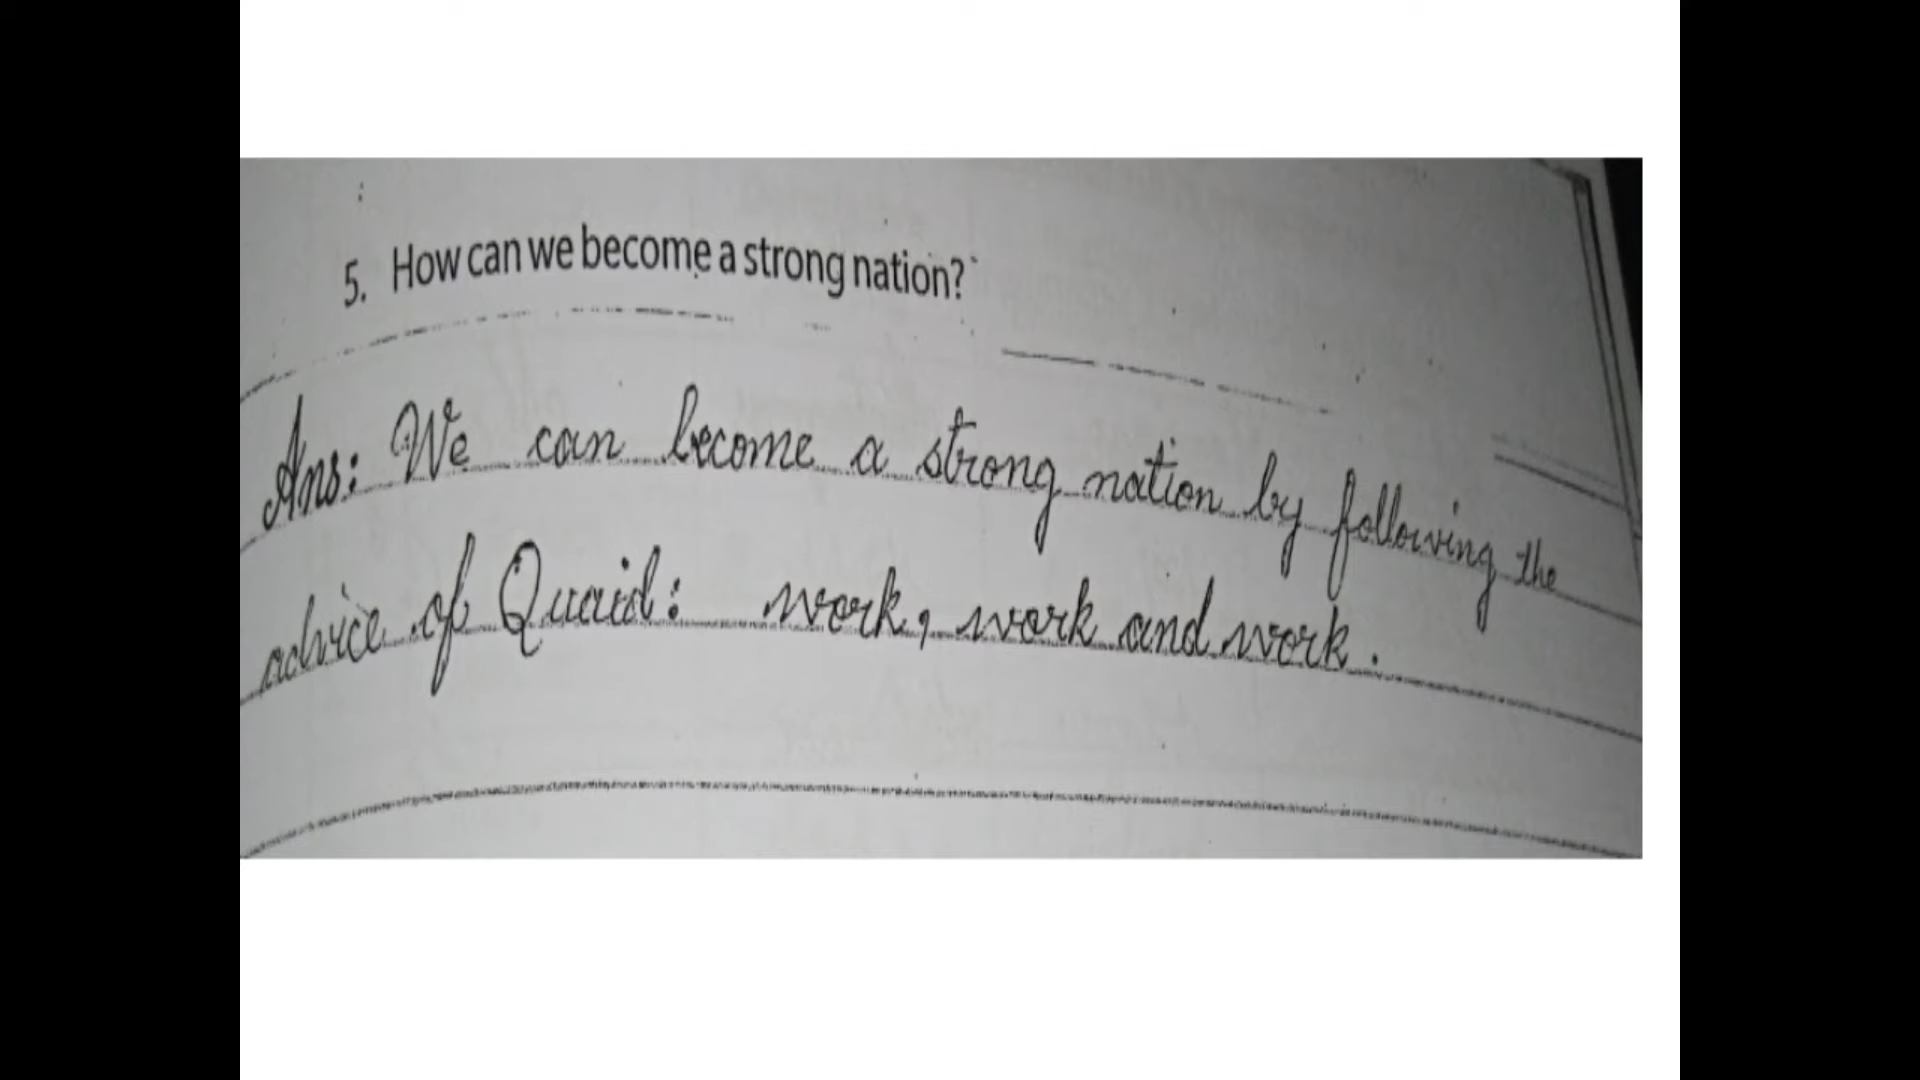 5. How can we become a strong nation?
Ans: We can become a strong nation by following the
advice of Quaid: work, work and work.